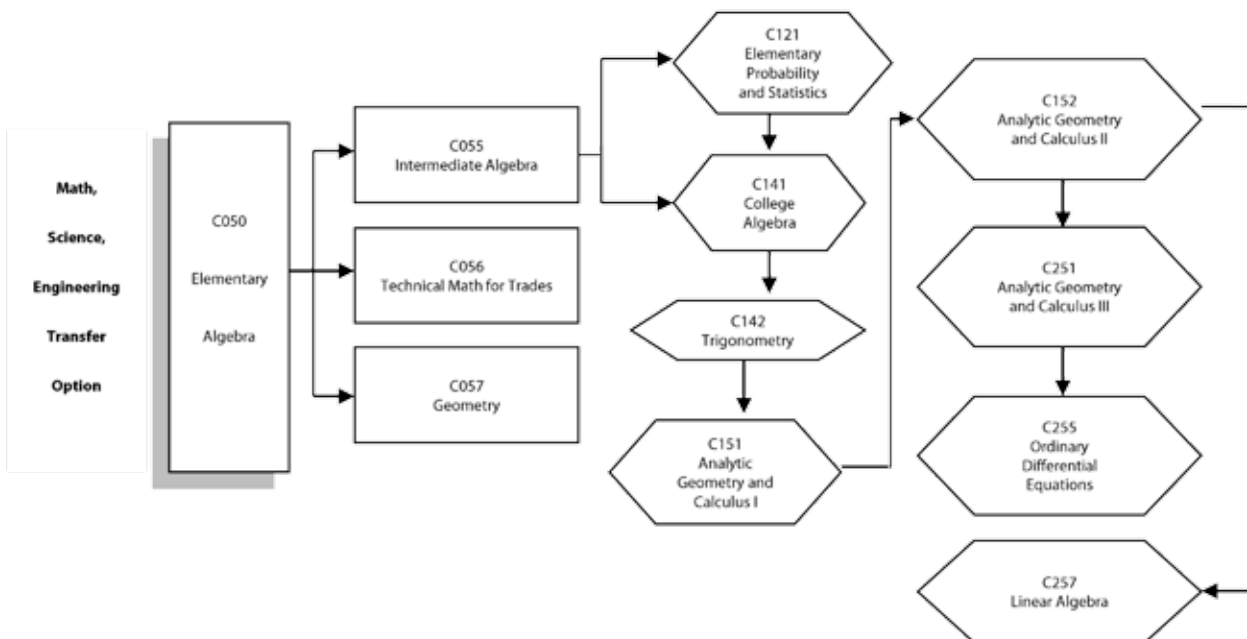 Math,
Science,
Engineering
Transfer
Option
C050
Elementary
Algebra
C055
Intermediate Algebra
C056
Technical Math for Trades
C057
Geometry
C121
Elementary
Probability
and Statistics
C141
College
Algebra
C142
Trigonometry
C151
Analytic
Geometry and
Calculus I
C152
Analytic Geometry
and Calculus II
C251
Analytic Geometry
and Calculus III
C255
Ordinary
Differential
Equations
C257
Linear Algebra